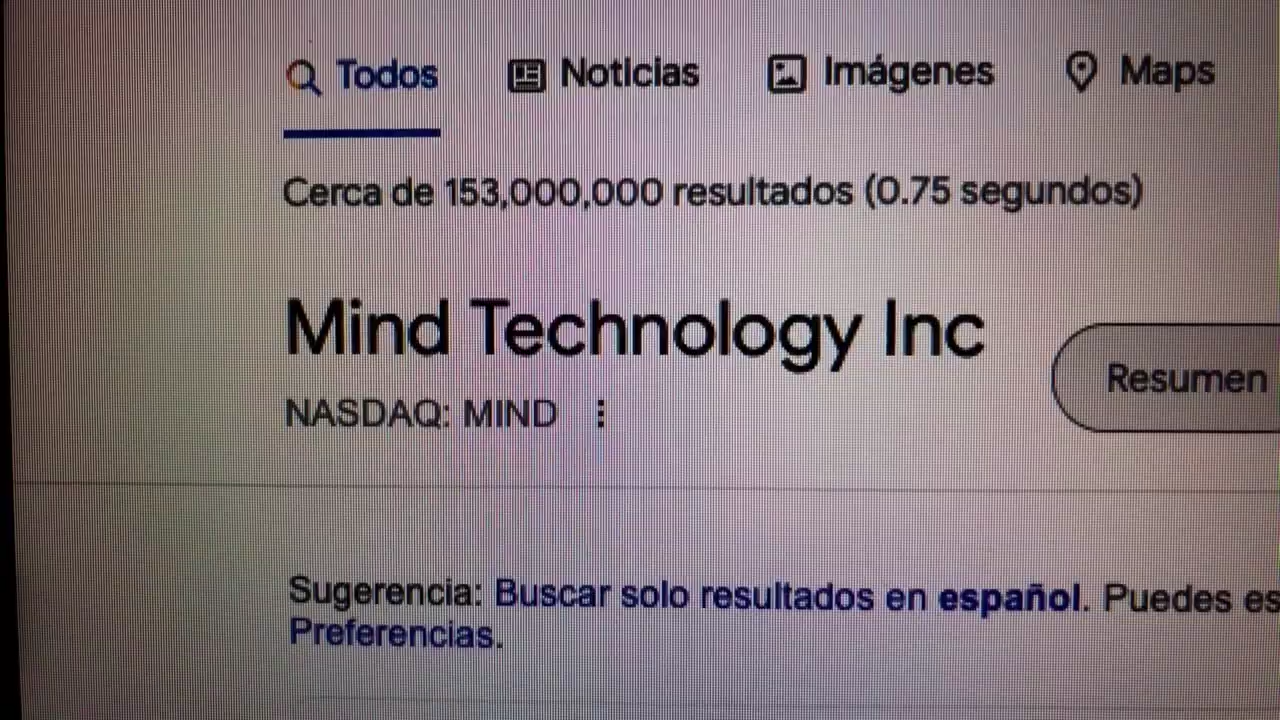 Todos Noticias Imágenes Maps
Cerca de 153,000,000 resultados (0.75 segundos)
Mind Technology Inc
Resumen
NASDAQ: MIND
Sugerencia: Buscar solo resultados en español. Puedes es
Preferencias.